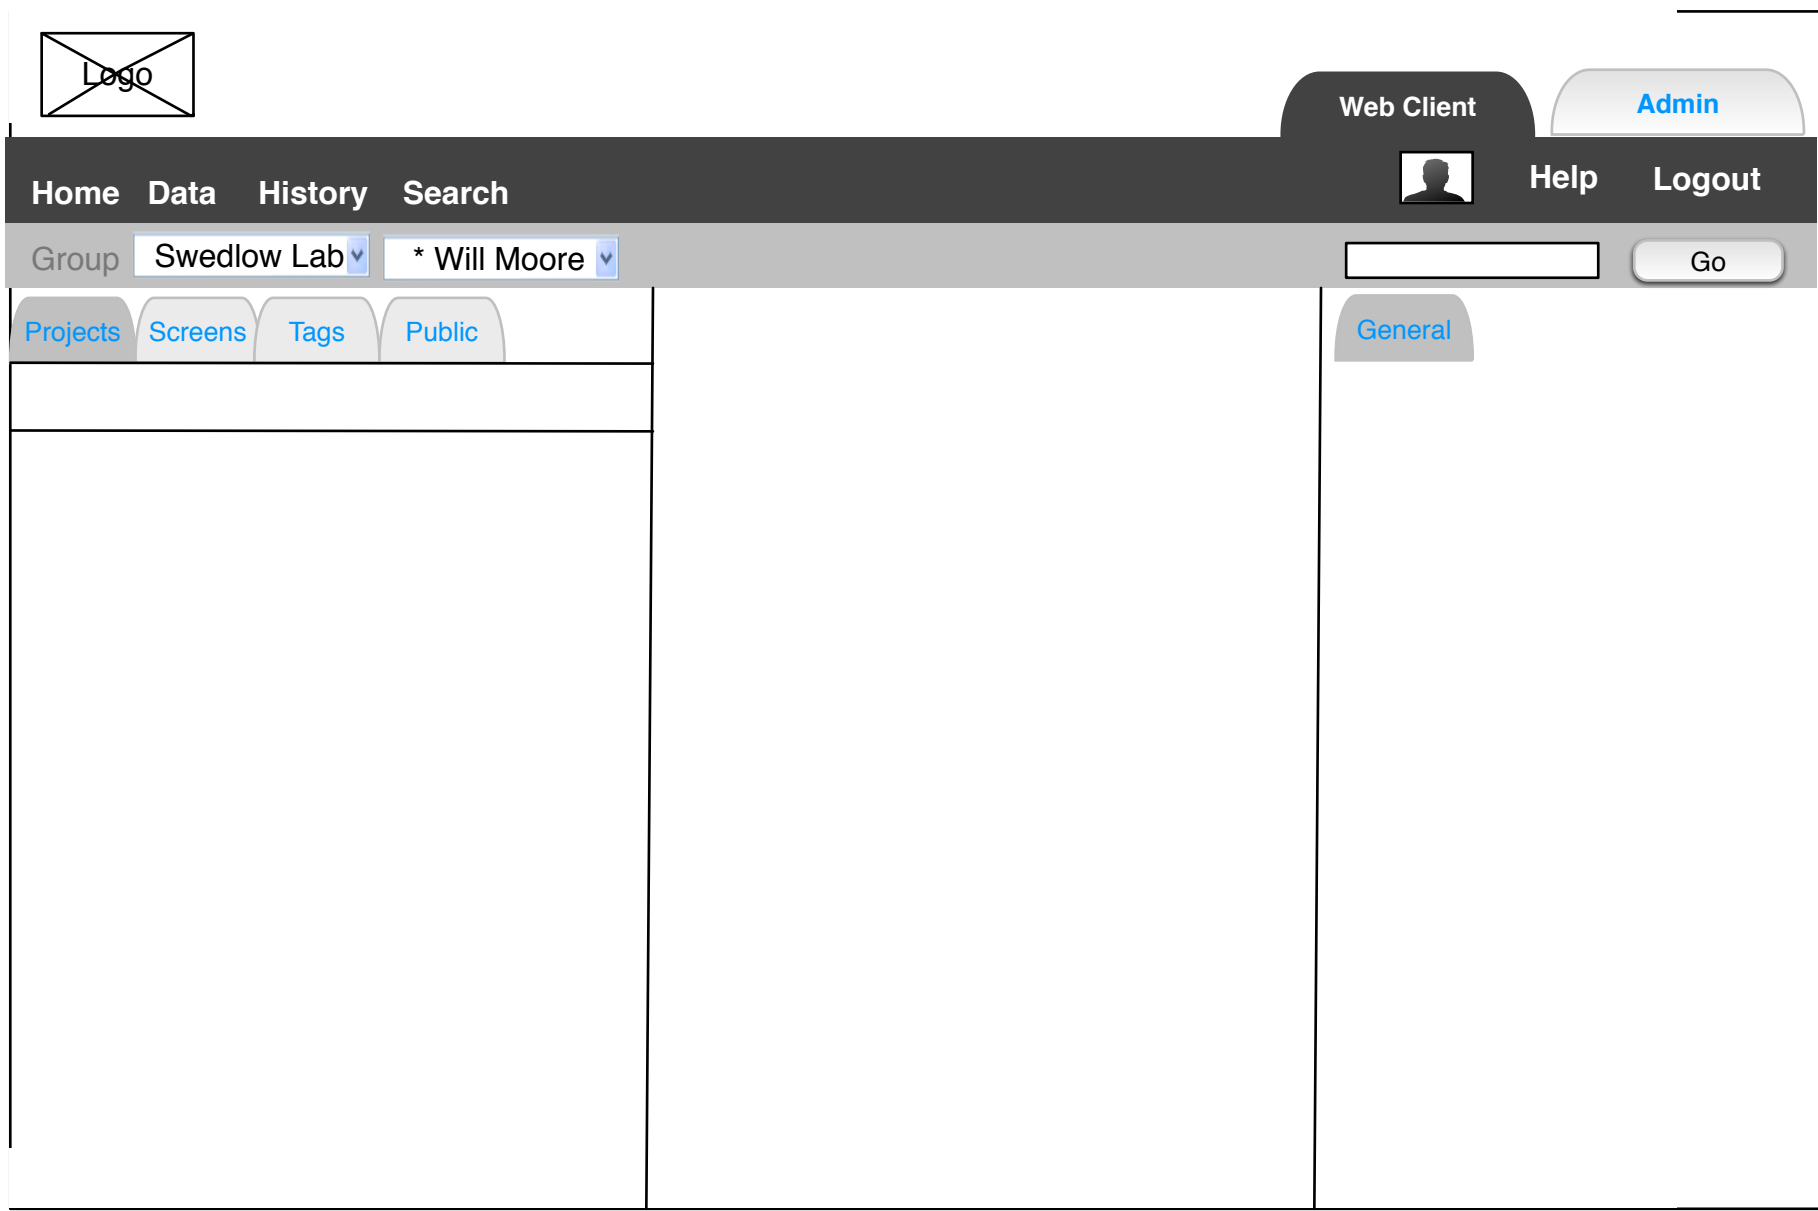 Logo
Web Client
Admin
Home Data History Search
Help
Logout
Group
Swedlow Lab
* Will Moore
Go
Projects
Screens
Tags
Public
General